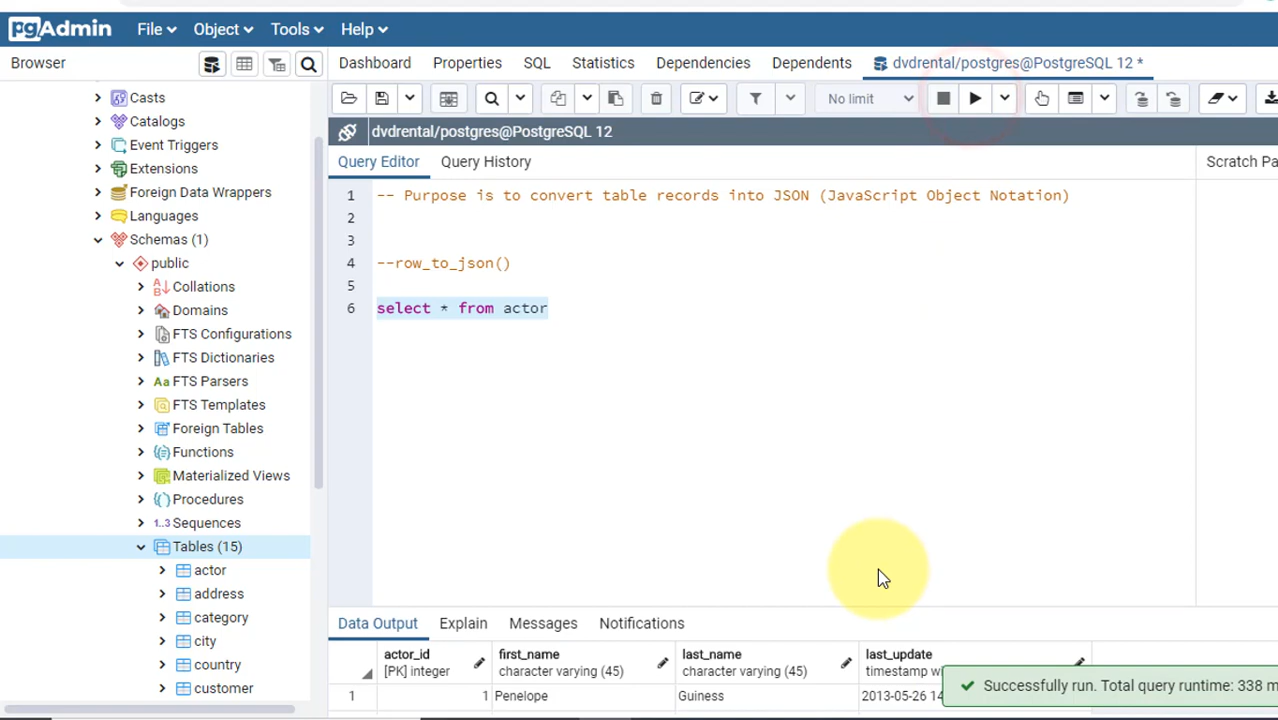 pgAdmin File Object Tools Help
Browser
Dashboard Properties SQL Statistics Dependencies Dependents dvdrental/postgres@PostgreSQL 12 *
No limit
dvdrental/postgres@PostgreSQL 12
Query Editor Query History Scratch Pa
Casts
Catalogs
Event Triggers
Extensions
Foreign Data Wrappers
Languages
Schemas (1)
public
Collations
Domains
FTS Configurations
FTS Dictionaries
FTS Parsers
FTS Templates
Foreign Tables
Functions
Materialized Views
Procedures
1..3 Sequences
Tables (15)
actor
address
category
city
country
customer
1 -- Purpose is to convert table records into JSON (JavaScript Object Notation)
2
3
4 --row_to_json()
5
6 select * from actor
Data Output Explain Messages Notifications
actor_id first_name last_name last_update
[PK] integer character varying (45) character varying (45) timestamp wi
1 1 Penelope Guiness 2013-05-26 14
Successfully run. Total query runtime: 338 m